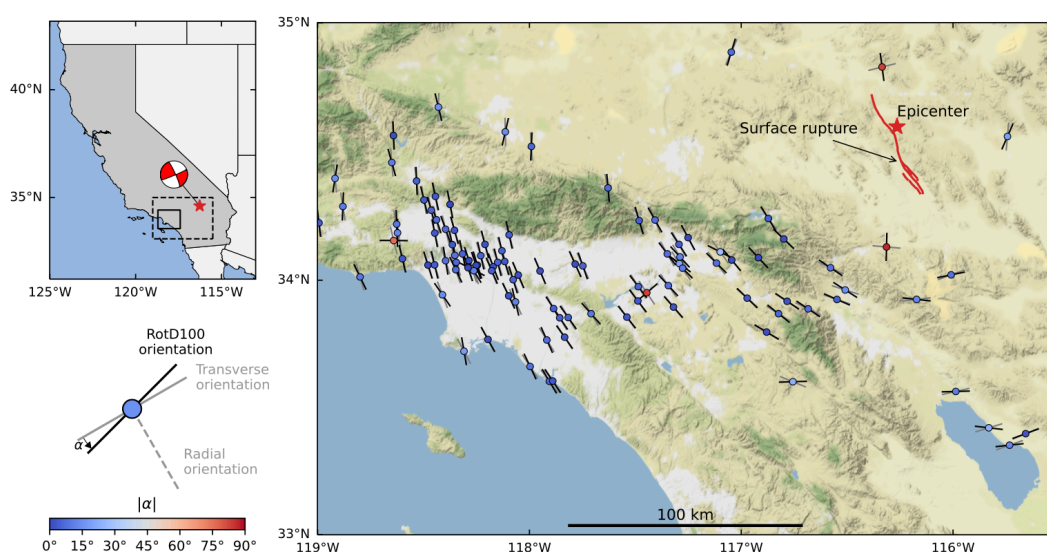 40°N
35°N
125°W
120°W
115°W
RotD100
orientation
Transverse
orientation
α
Radial
orientation
|α|
0°
15°
30°
45°
60°
75°
90°
35°N
34°N
33°N
Epicenter
Surface rupture
100 km
119°W
118°W
117°W
116°W